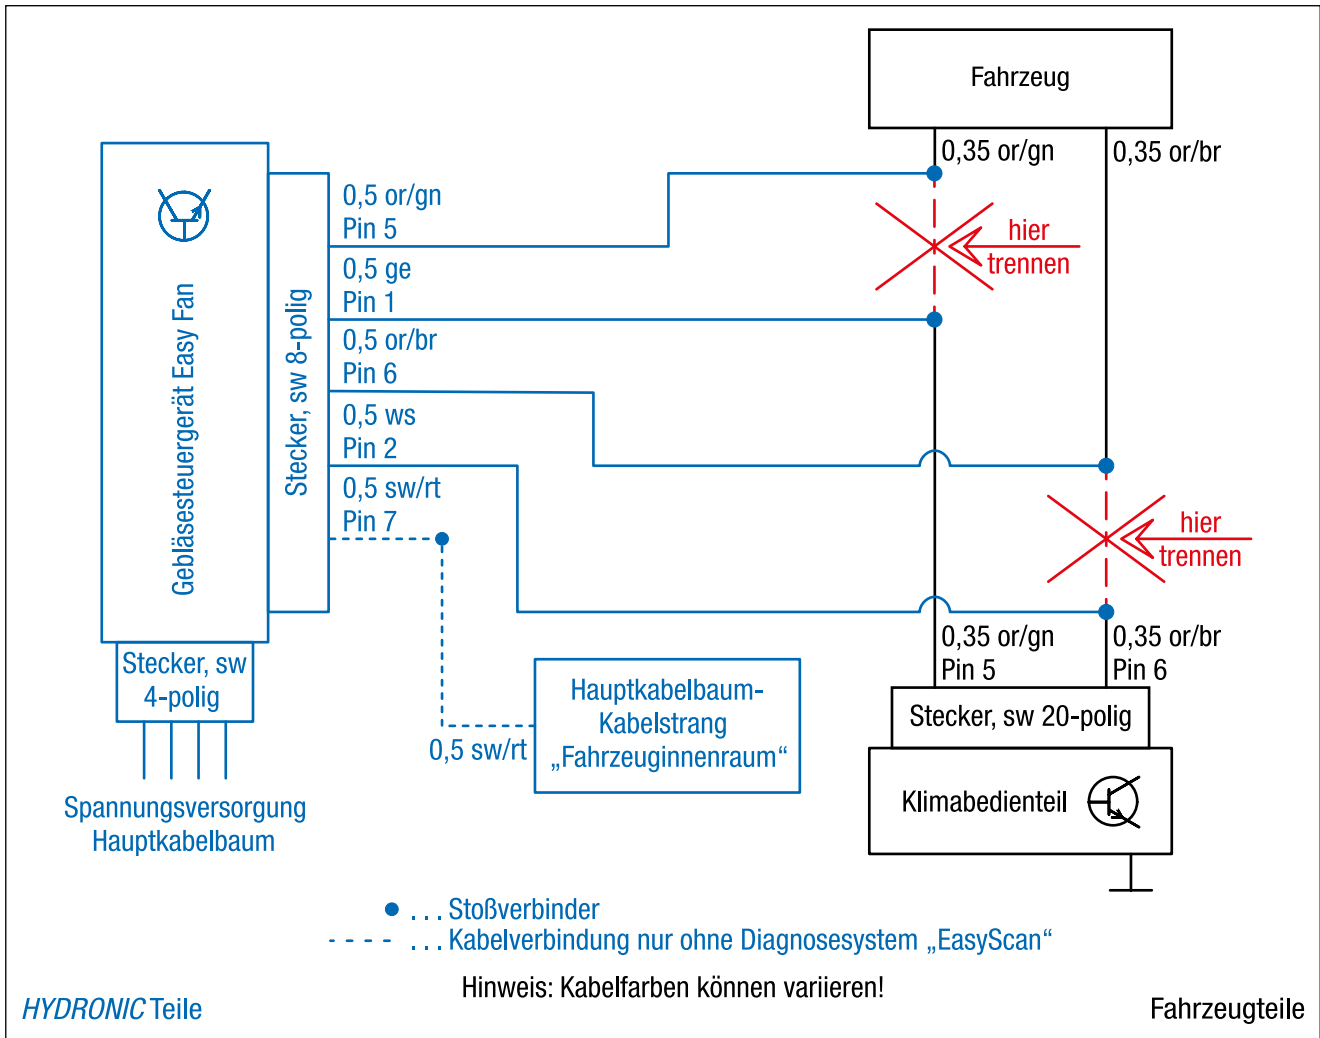 Fahrzeug
0,35 or/gn
0,35 or/br
0,5 or/gn
Pin 5
0,5 ge
Pin 1
0,5 or/br
Pin 6
0,5 ws
Pin 2
0,5 sw/rt
Pin 7
Gebläsesteuergerät Easy Fan
Stecker, sw 8-polig
hier
trennen
hier
trennen
Stecker, sw
4-polig
Spannungsversorgung
Hauptkabelbaum
0,5 sw/rt
Hauptkabelbaum-
Kabelstrang
„Fahrzeuginnenraum“
0,35 or/gn
Pin 5
0,35 or/br
Pin 6
Stecker, sw 20-polig
Klimabedienteil
... Stoßverbinder
... Kabelverbindung nur ohne Diagnosesystem „EasyScan“
Hinweis: Kabelfarben können variieren!
HYDRONIC Teile
Fahrzeugteile